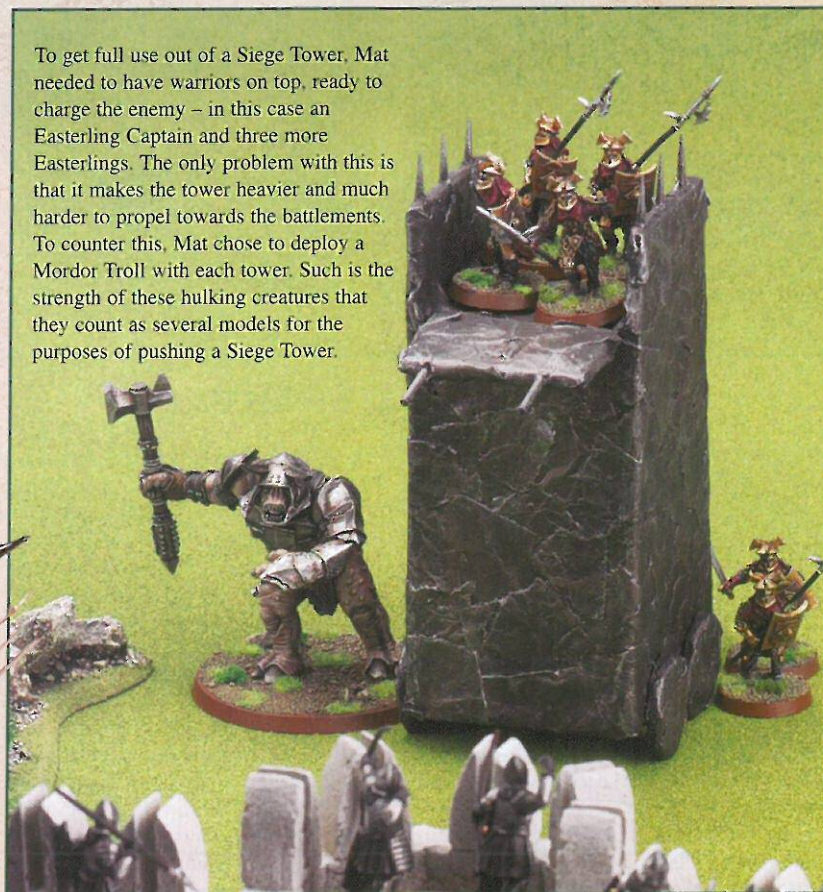 To get full use out of a Siege Tower, Mat
needed to have warriors on top, ready to
charge the enemy – in this case an
Easterling Captain and three more
Easterlings. The only problem with this is
that it makes the tower heavier and much
harder to propel towards the battlements.
To counter this, Mat chose to deploy a
Mordor Troll with each tower. Such is the
strength of these hulking creatures that
they count as several models for the
purposes of pushing a Siege Tower.